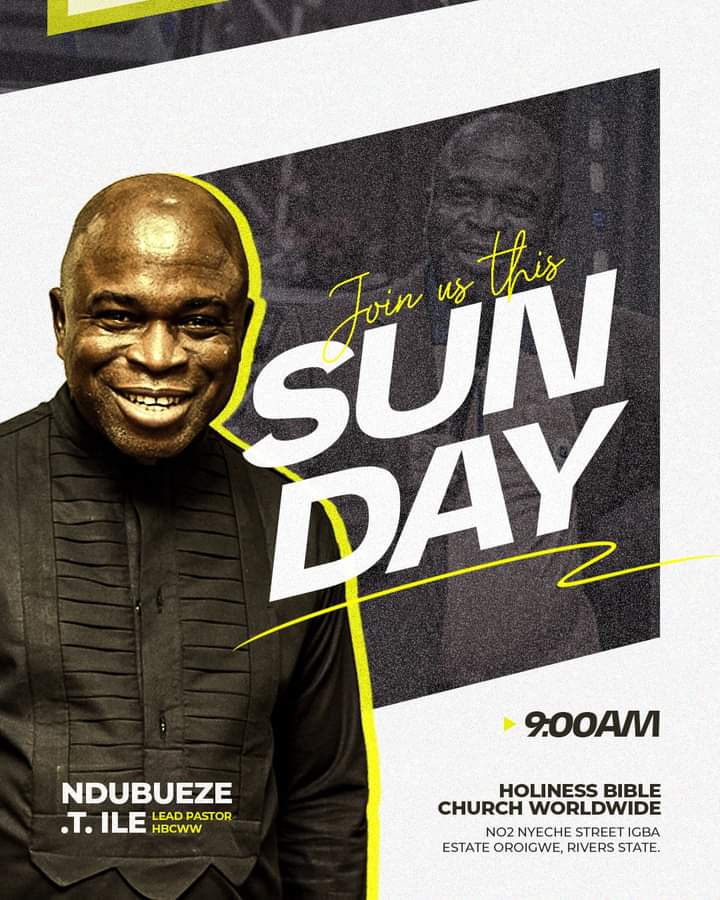 Join us this
SUN
DAY
9:00AM
NDUBUEZE
.T. ILE
LEAD PASTOR
HBCWW
HOLINESS BIBLE
CHURCH WORLDWIDE
NO2 NYECHE STREET IGBA
ESTATE OROIGWE, RIVERS STATE.